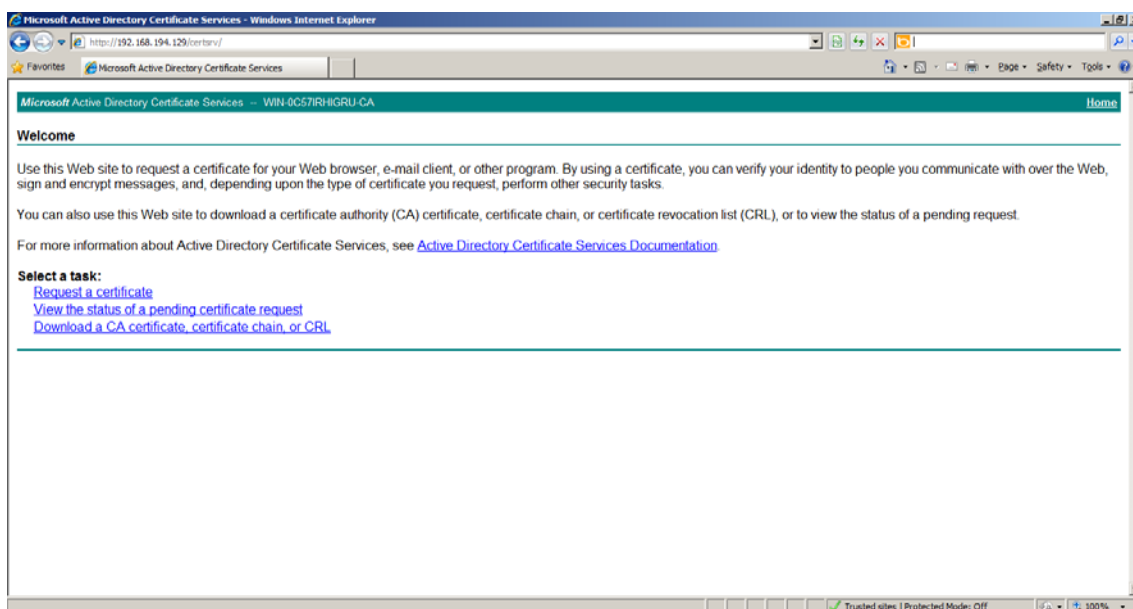 Microsoft Active Directory Certificate Services - Windows Internet Explorer
http://192.168.194.129/certsrv/
Favorites Microsoft Active Directory Certificate Services Page Safety Tools
Microsoft Active Directory Certificate Services -- WIN-0C57IRHIGRU-CA Home
Welcome
Use this Web site to request a certificate for your Web browser, e-mail client, or other program. By using a certificate, you can verify your identity to people you communicate with over the Web,
sign and encrypt messages, and, depending upon the type of certificate you request, perform other security tasks.
You can also use this Web site to download a certificate authority (CA) certificate, certificate chain, or certificate revocation list (CRL), or to view the status of a pending request.
For more information about Active Directory Certificate Services, see Active Directory Certificate Services Documentation.
Select a task:
Request a certificate
View the status of a pending certificate request
Download a CA certificate, certificate chain, or CRL
Trusted sites | Protected Mode: Off 100%